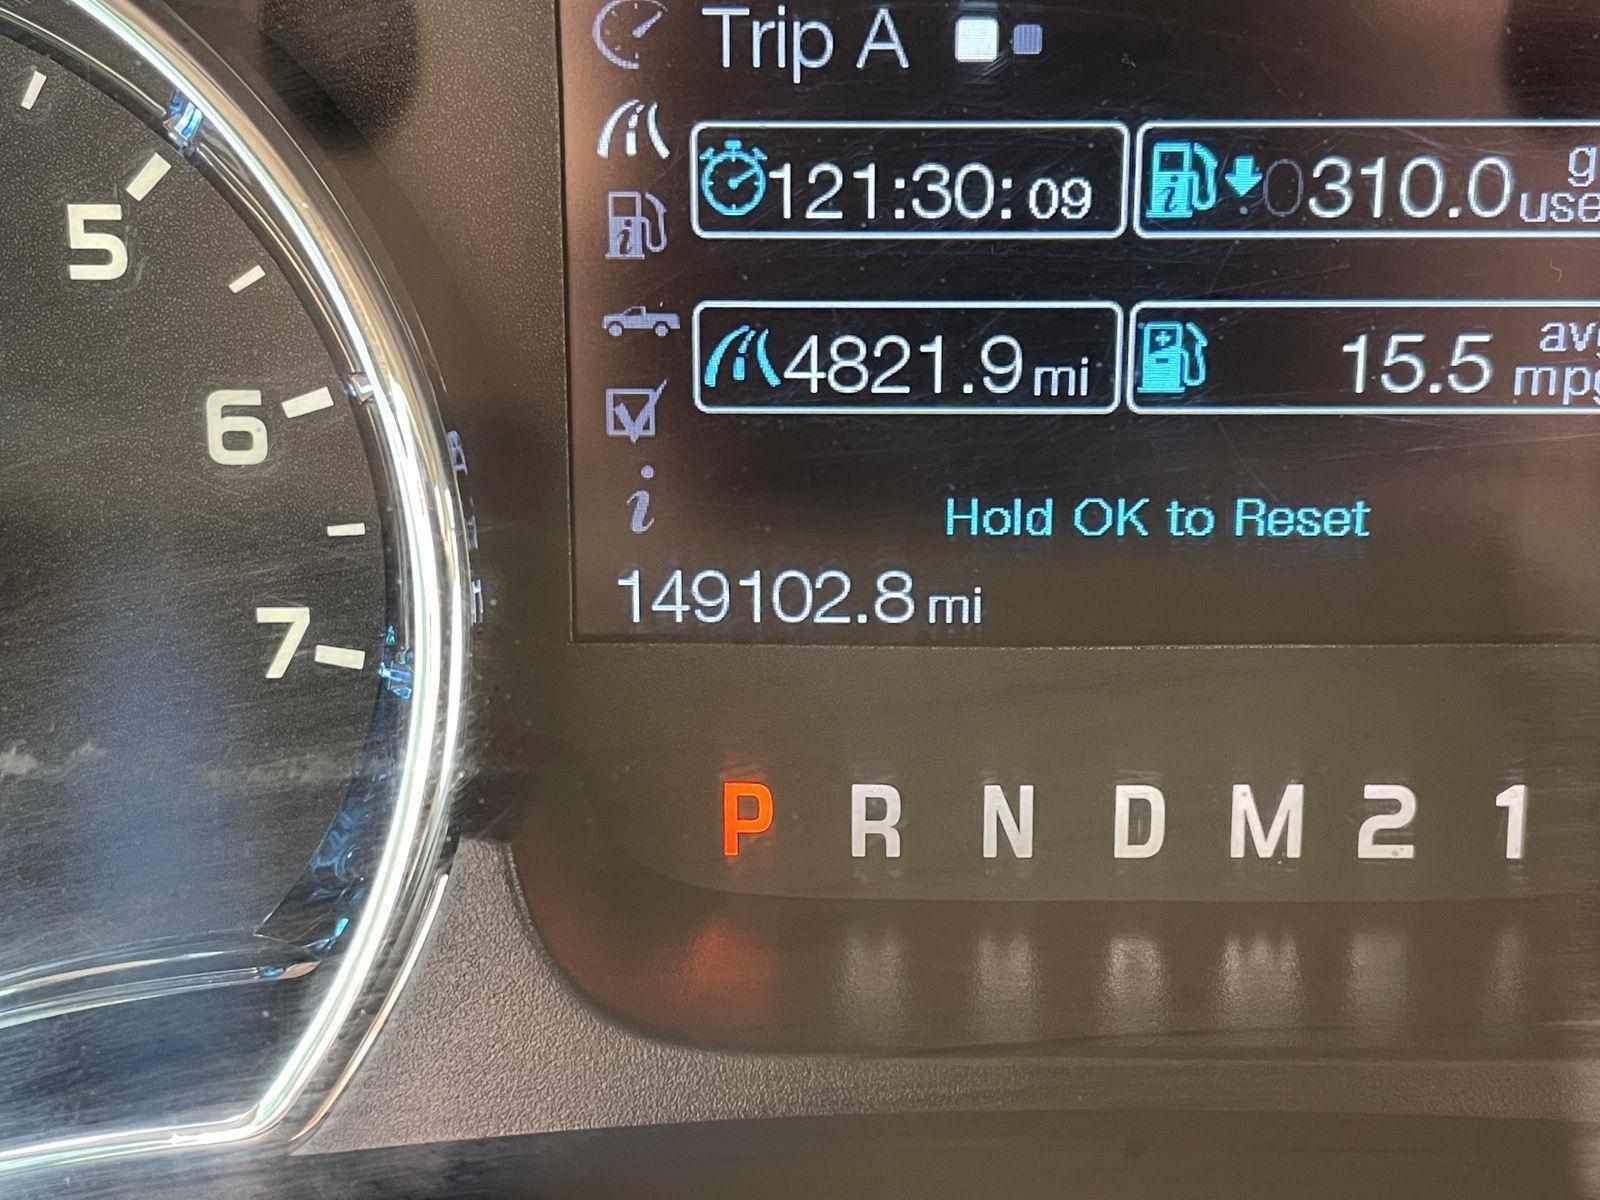 Trip A
121:30:09
0310.0
4821.9 mi
15.5
Hold OK to Reset
149102.8 mi
5
6
7
P R N D M 2 1